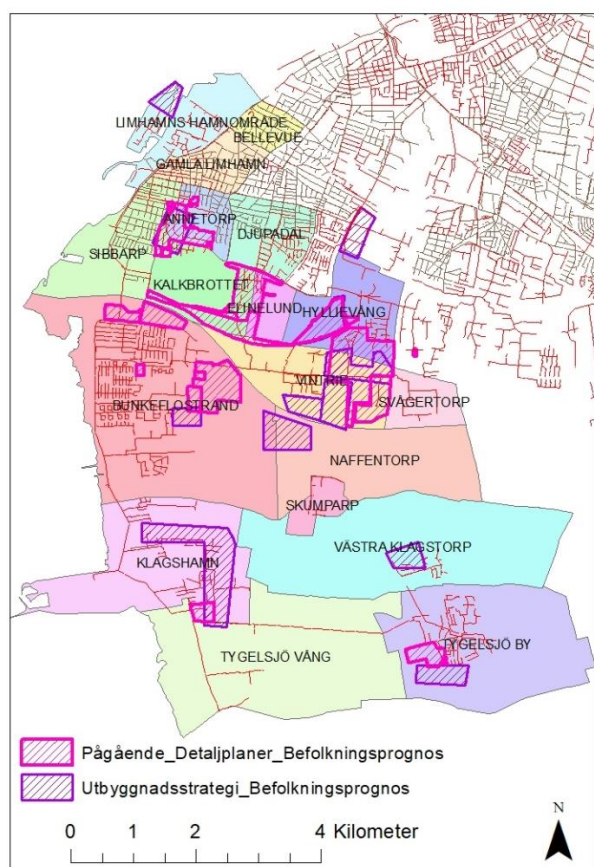 LIMHAMNS HAMNOMRÅDE
BELLEVUE
GAMLA LIMHAMN
ANNETORP
DJUPADAL
SIBBARP
KALKBROTTET
ELINELUND
HYLLIEVÅNG
VINTRIE
BUNKEFLOSTRAND
SVÅGERTORP
NAFFENTORP
SKUMPARP
VÄSTRA KLAGSTORP
KLAGSHAMN
TYGELSJÖ BY
TYGELSJÖ VÅNG
Pågående_Detaljplaner_Befolkningsprognos
Utbyggnadsstrategi_Befolkningsprognos
N
0 1 2 4 Kilometer